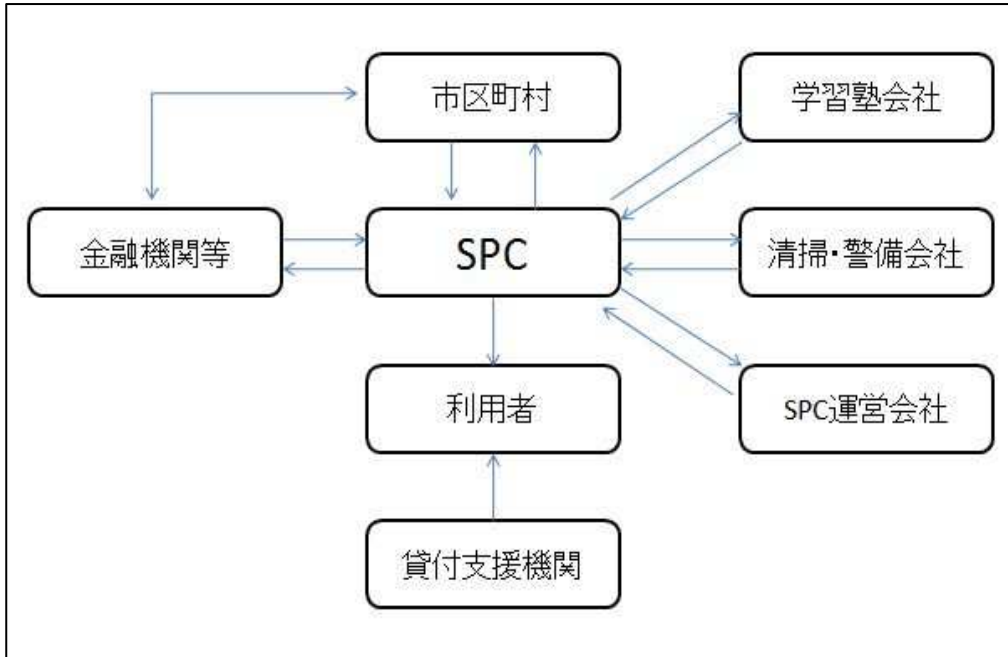 市区町村
学習塾会社
金融機関等
SPC
清掃・警備会社
利用者
SPC運営会社
貸付支援機関